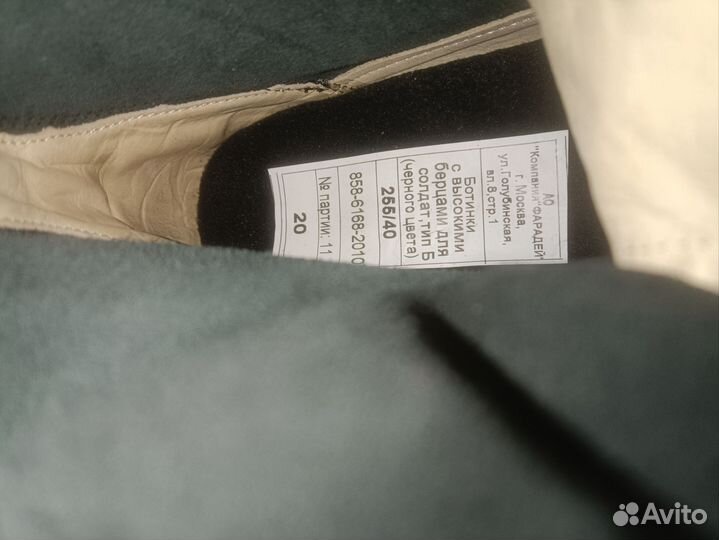 АО
"Компания"ФАРАДЕЙ"
г. Москва,
ул.Голубинская,
вл.8,стр.1
Ботинки
с высокими
берцами для
солдат,тип Б
(черного цвета)
255/40
858-6168-2010
№ партии: 11
20
Avito